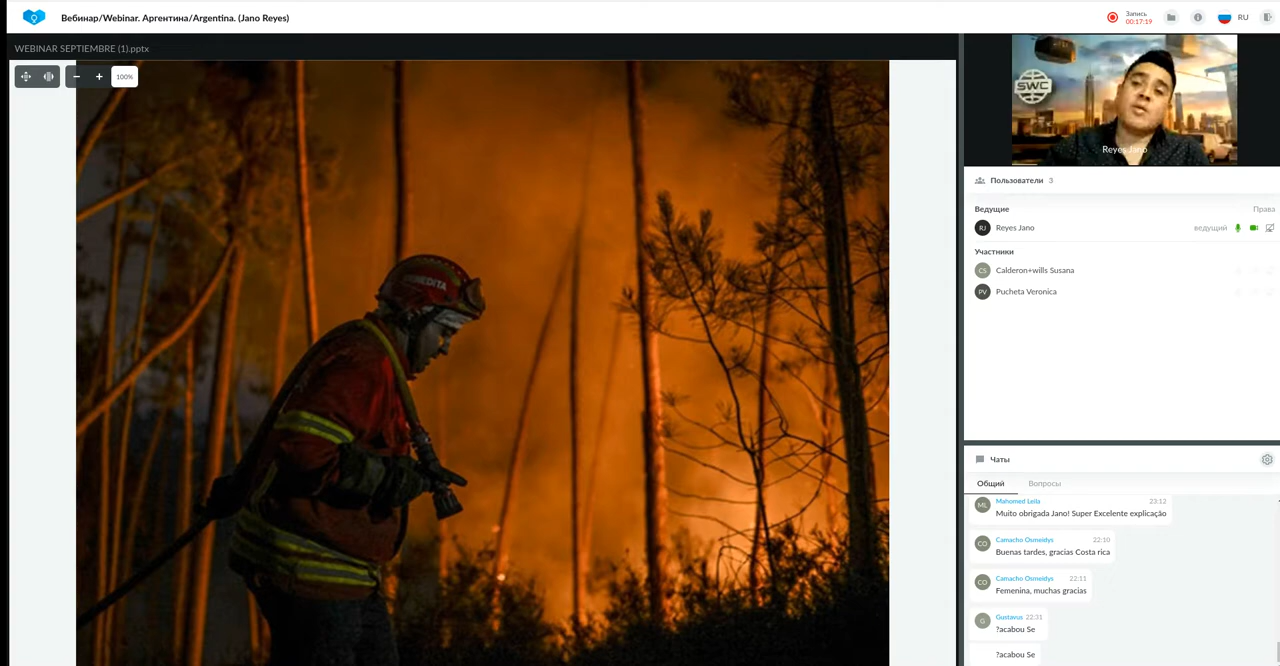 Вебинар/Webinar. Аргентина/Argentina. (Jano Reyes)
Запись
00:17:19
RU
WEBINAR SEPTIEMBRE (1).pptx
100%
SWC
Reyes Jano
Пользователи 3
Ведущие Права
RJ Reyes Jano ведущий
Участники
CS Calderon+wills Susana
PV Pucheta Veronica
Чаты
Общий Вопросы
ML Mahomed Leila 23:12
Muito obrigada Jano! Super Excelente explicação
CO Camacho Osmeidys 22:10
Buenas tardes, gracias Costa rica
CO Camacho Osmeidys 22:11
Femenina, muchas gracias
G Gustavus 22:31
?acabou Se
?acabou Se